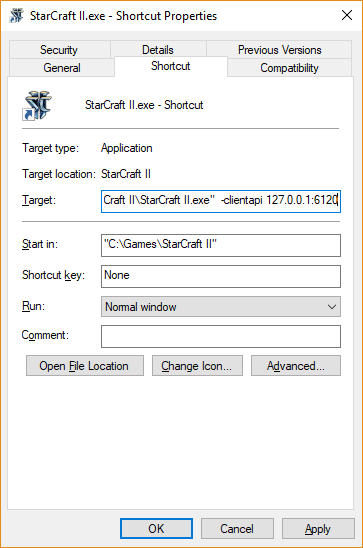 StarCraft II.exe - Shortcut Properties
Security Details Previous Versions
General Shortcut Compatibility
StarCraft II.exe - Shortcut
Target type: Application
Target location: StarCraft II
Target: Craft II\StarCraft II.exe" -clientapi 127.0.0.1:6120
Start in: "C:\Games\StarCraft II"
Shortcut key: None
Run: Normal window
Comment:
Open File Location Change Icon... Advanced...
OK Cancel Apply